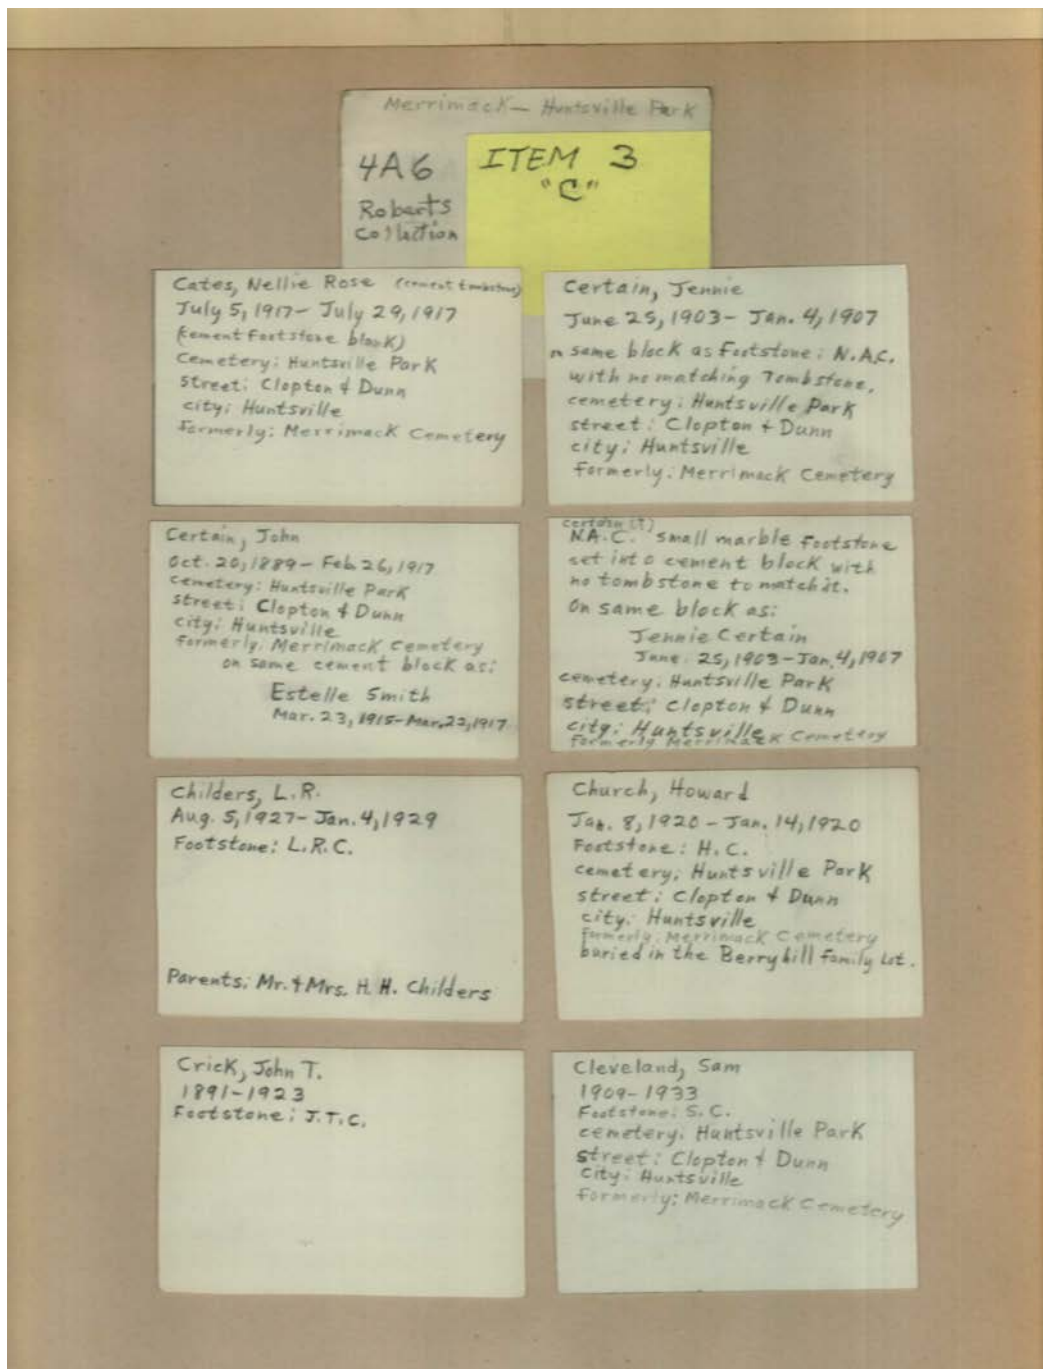 Merrimack - Huntsville Park
4A6
Roberts
Collection
ITEM 3
"C"
Cates, Nellie Rose (cement tombstone)
July 5, 1917 - July 29, 1917
(cement Footstone block)
Cemetery: Huntsville Park
street: Clopton & Dunn
city: Huntsville
formerly: Merrimack Cemetery
Certain, Jennie
June 25, 1903 - Jan. 4, 1907
on same block as Footstone: N.A.C.
with no matching Tombstone.
cemetery: Huntsville Park
street: Clopton & Dunn
city: Huntsville
formerly: Merrimack Cemetery
Certain, John
Oct. 20, 1889 - Feb. 26, 1917
cemetery: Huntsville Park
street: Clopton & Dunn
city: Huntsville
formerly: Merrimack Cemetery
on same cement block as:
Estelle Smith
Mar. 23, 1915 - Mar. 22, 1917
certain (?)
N.A.C. small marble footstone
set into cement block with
no tombstone to match it.
On same block as:
Jennie Certain
June. 25, 1903 - Jan. 4, 1907
cemetery: Huntsville Park
street: Clopton & Dunn
city: Huntsville
formerly Merrimack Cemetery
Childers, L.R.
Aug. 5, 1927 - Jan. 4, 1929
Footstone: L.R.C.
Parents: Mr. & Mrs. H. H. Childers
Church, Howard
Jan. 8, 1920 - Jan. 14, 1920
Footstone: H.C.
cemetery: Huntsville Park
street: Clopton & Dunn
city: Huntsville
formerly: Merrimack Cemetery
buried in the Berryhill family Lot.
Crick, John T.
1891-1923
Footstone: J.T.C.
Cleveland, Sam
1909-1933
Footstone: S.C.
cemetery: Huntsville Park
street: Clopton & Dunn
City: Huntsville
formerly: Merrimack Cemetery